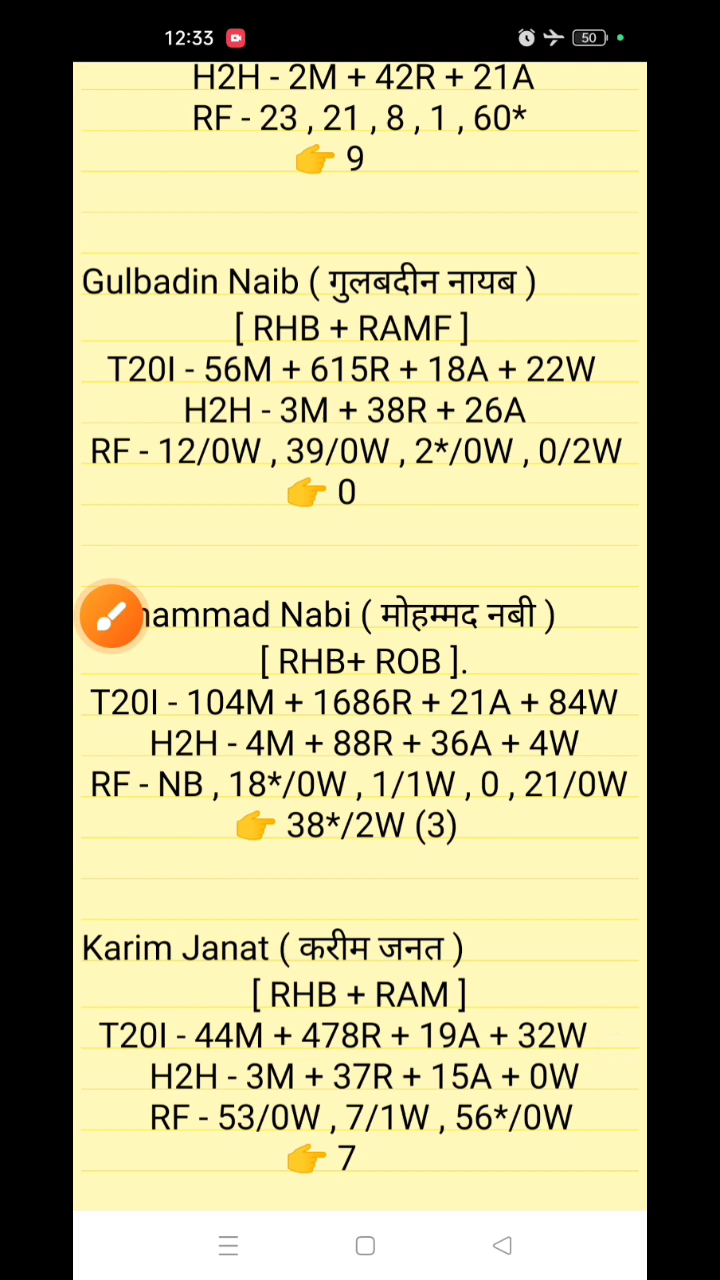 12:33 50
H2H - 2M + 42R + 21A
RF - 23 , 21 , 8 , 1 , 60*
👉 9
Gulbadin Naib ( गुलबदीन नायब )
[ RHB + RAMF ]
T20I - 56M + 615R + 18A + 22W
H2H - 3M + 38R + 26A
RF - 12/0W , 39/0W , 2*/0W , 0/2W
👉 0
hammad Nabi ( मोहम्मद नबी )
[ RHB+ ROB ].
T20I - 104M + 1686R + 21A + 84W
H2H - 4M + 88R + 36A + 4W
RF - NB , 18*/0W , 1/1W , 0 , 21/0W
👉 38*/2W (3)
Karim Janat ( करीम जनत )
[ RHB + RAM ]
T20I - 44M + 478R + 19A + 32W
H2H - 3M + 37R + 15A + 0W
RF - 53/0W , 7/1W , 56*/0W
👉 7